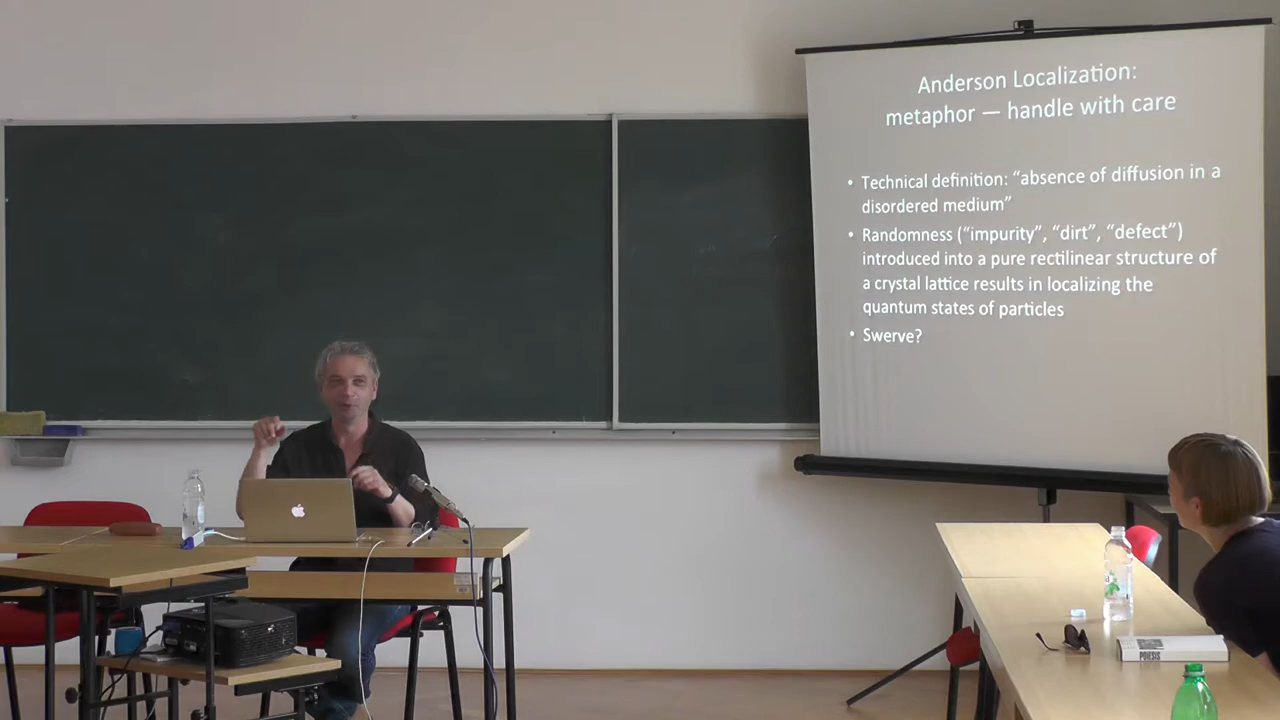 Anderson Localization:
metaphor — handle with care
• Technical definition: “absence of diffusion in a
disordered medium”
• Randomness (“impurity”, “dirt”, “defect”)
introduced into a pure rectilinear structure of
a crystal lattice results in localizing the
quantum states of particles
• Swerve?
POIESIS